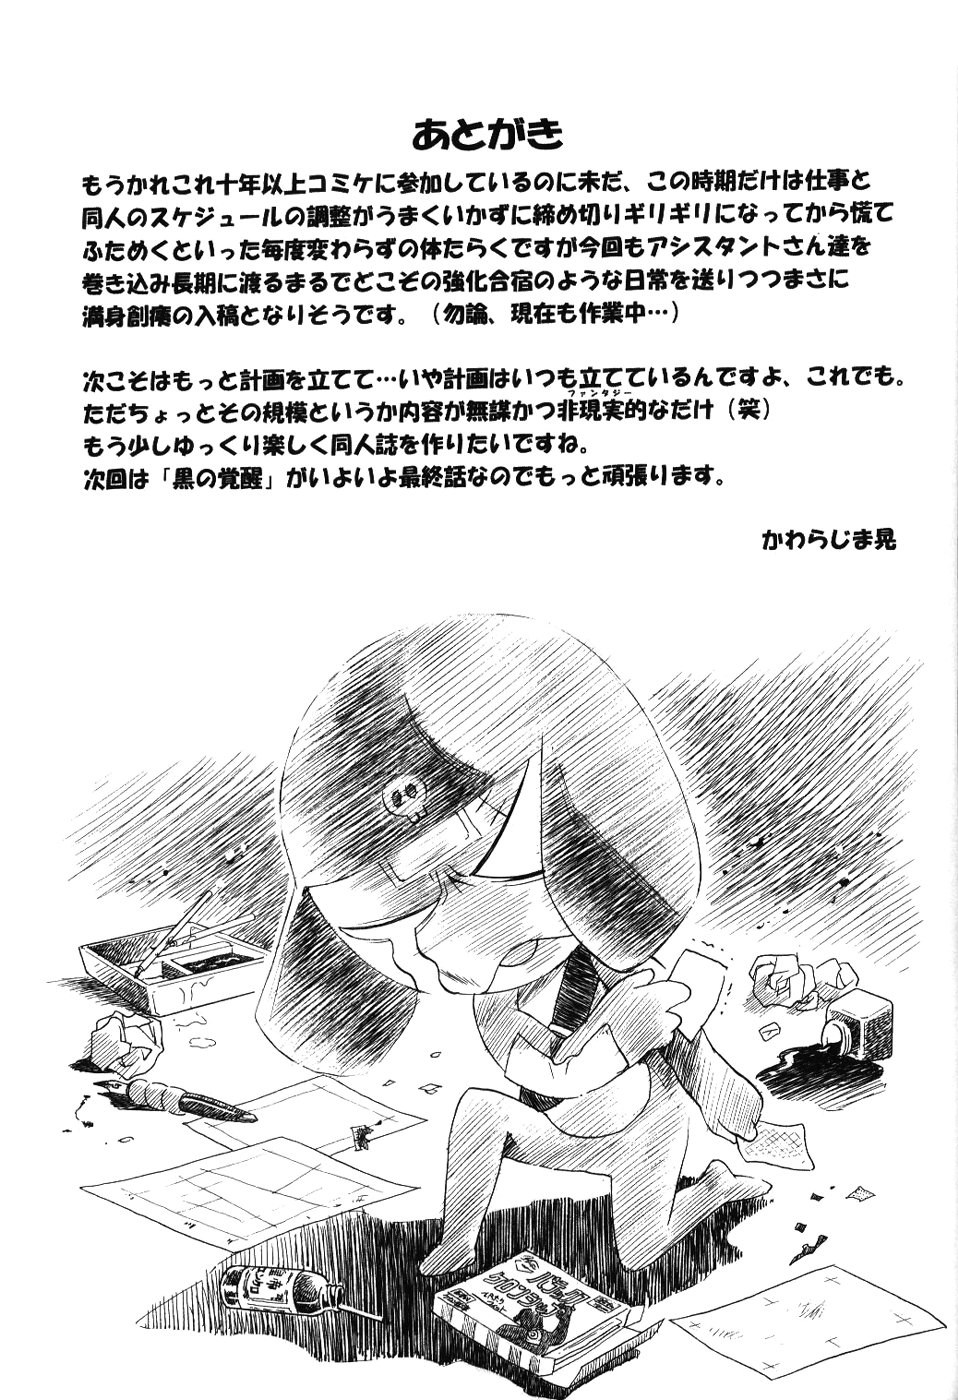 あとがき
もうかれこれ十年以上コミケに参加しているのに未だ、この時期だけは仕事と
同人のスケジュールの調整がうまくいかずに締め切りギリギリになってから慌て
ふためくといった毎度変わらずの体たらくですが今回もアシスタントさん達を
巻き込み長期に渡るまるでどこぞの強化合宿のような日常を送りつつまさに
満身創痍の入稿となりそうです。（勿論、現在も作業中…）
次こそはもっと計画を立てて…いや計画はいつも立てているんですよ、これでも。
ファンタジー
ただちょっとその規模というか内容が無謀かつ非現実的なだけ（笑）
もう少しゆっくり楽しく同人誌を作りたいですね。
次回は「黒の覚醒」がいよいよ最終話なのでもっと頑張ります。
かわらじま晃